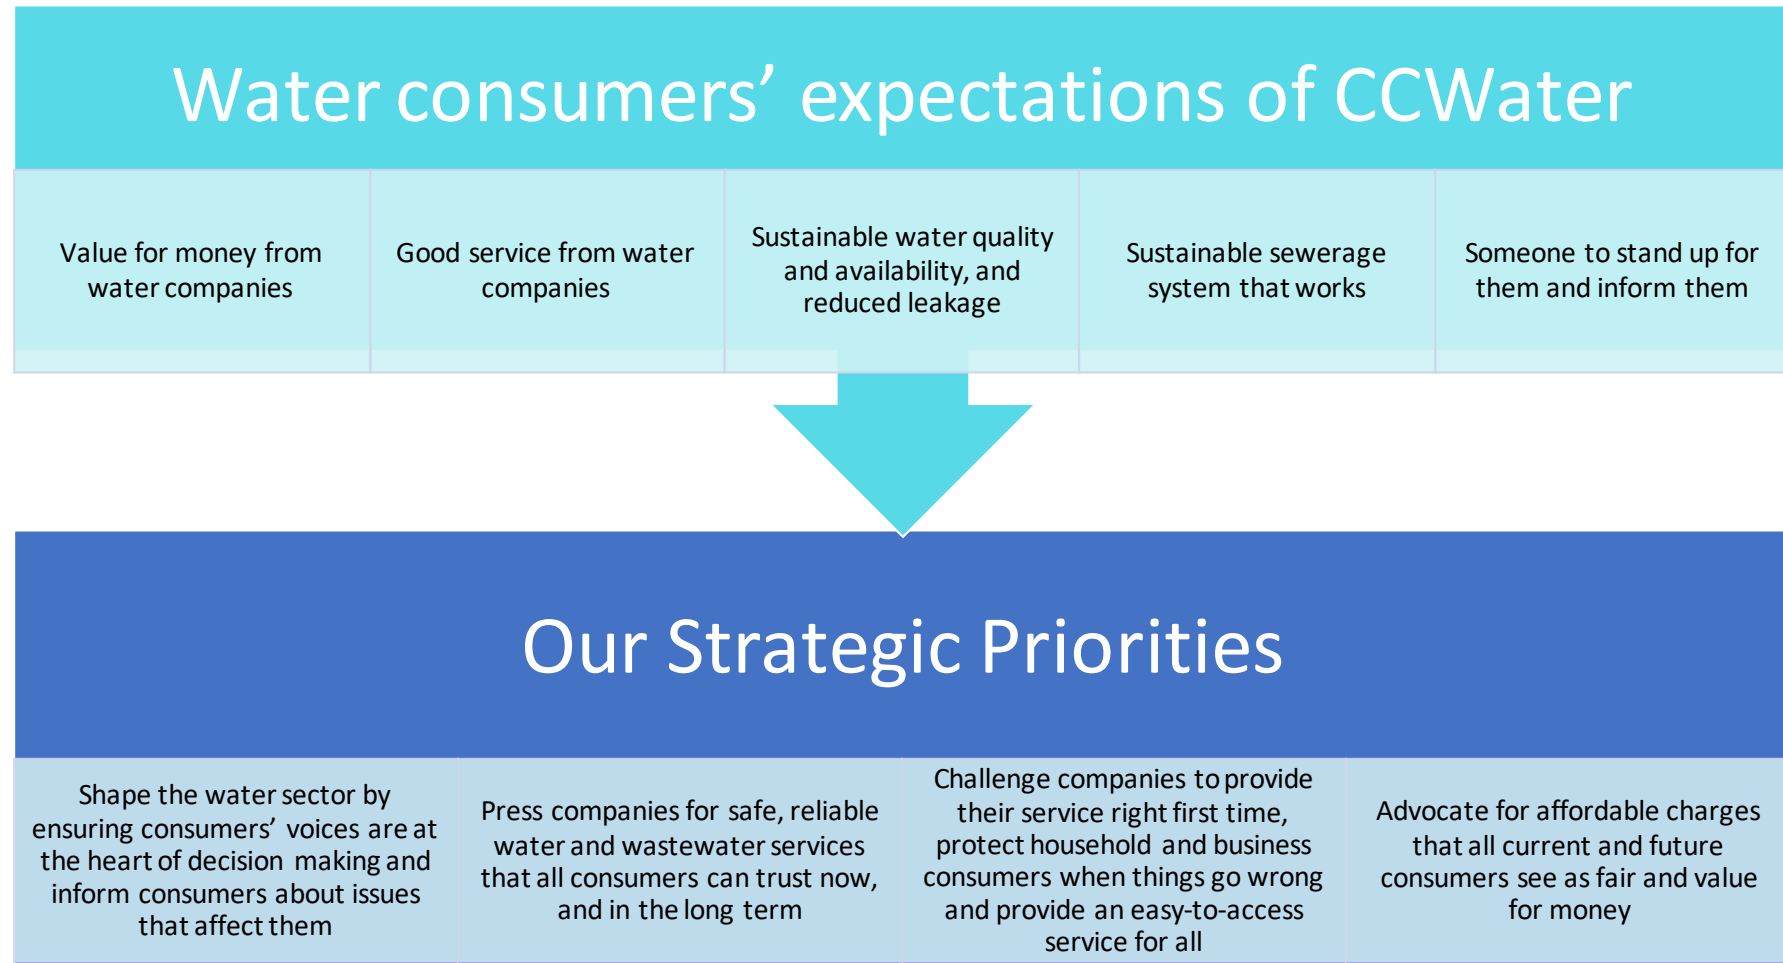 Water consumers’ expectations of CCWater
Value for money from
water companies
Good service from water
companies
Sustainable water quality
and availability, and
reduced leakage
Sustainable sewerage
system that works
Someone to stand up for
them and inform them
Our Strategic Priorities
Shape the water sector by
ensuring consumers’ voices are at
the heart of decision making and
inform consumers about issues
that affect them
Press companies for safe, reliable
water and wastewater services
that all consumers can trust now,
and in the long term
Challenge companies to provide
their service right first time,
protect household and business
consumers when things go wrong
and provide an easy-to-access
service for all
Advocate for affordable charges
that all current and future
consumers see as fair and value
for money